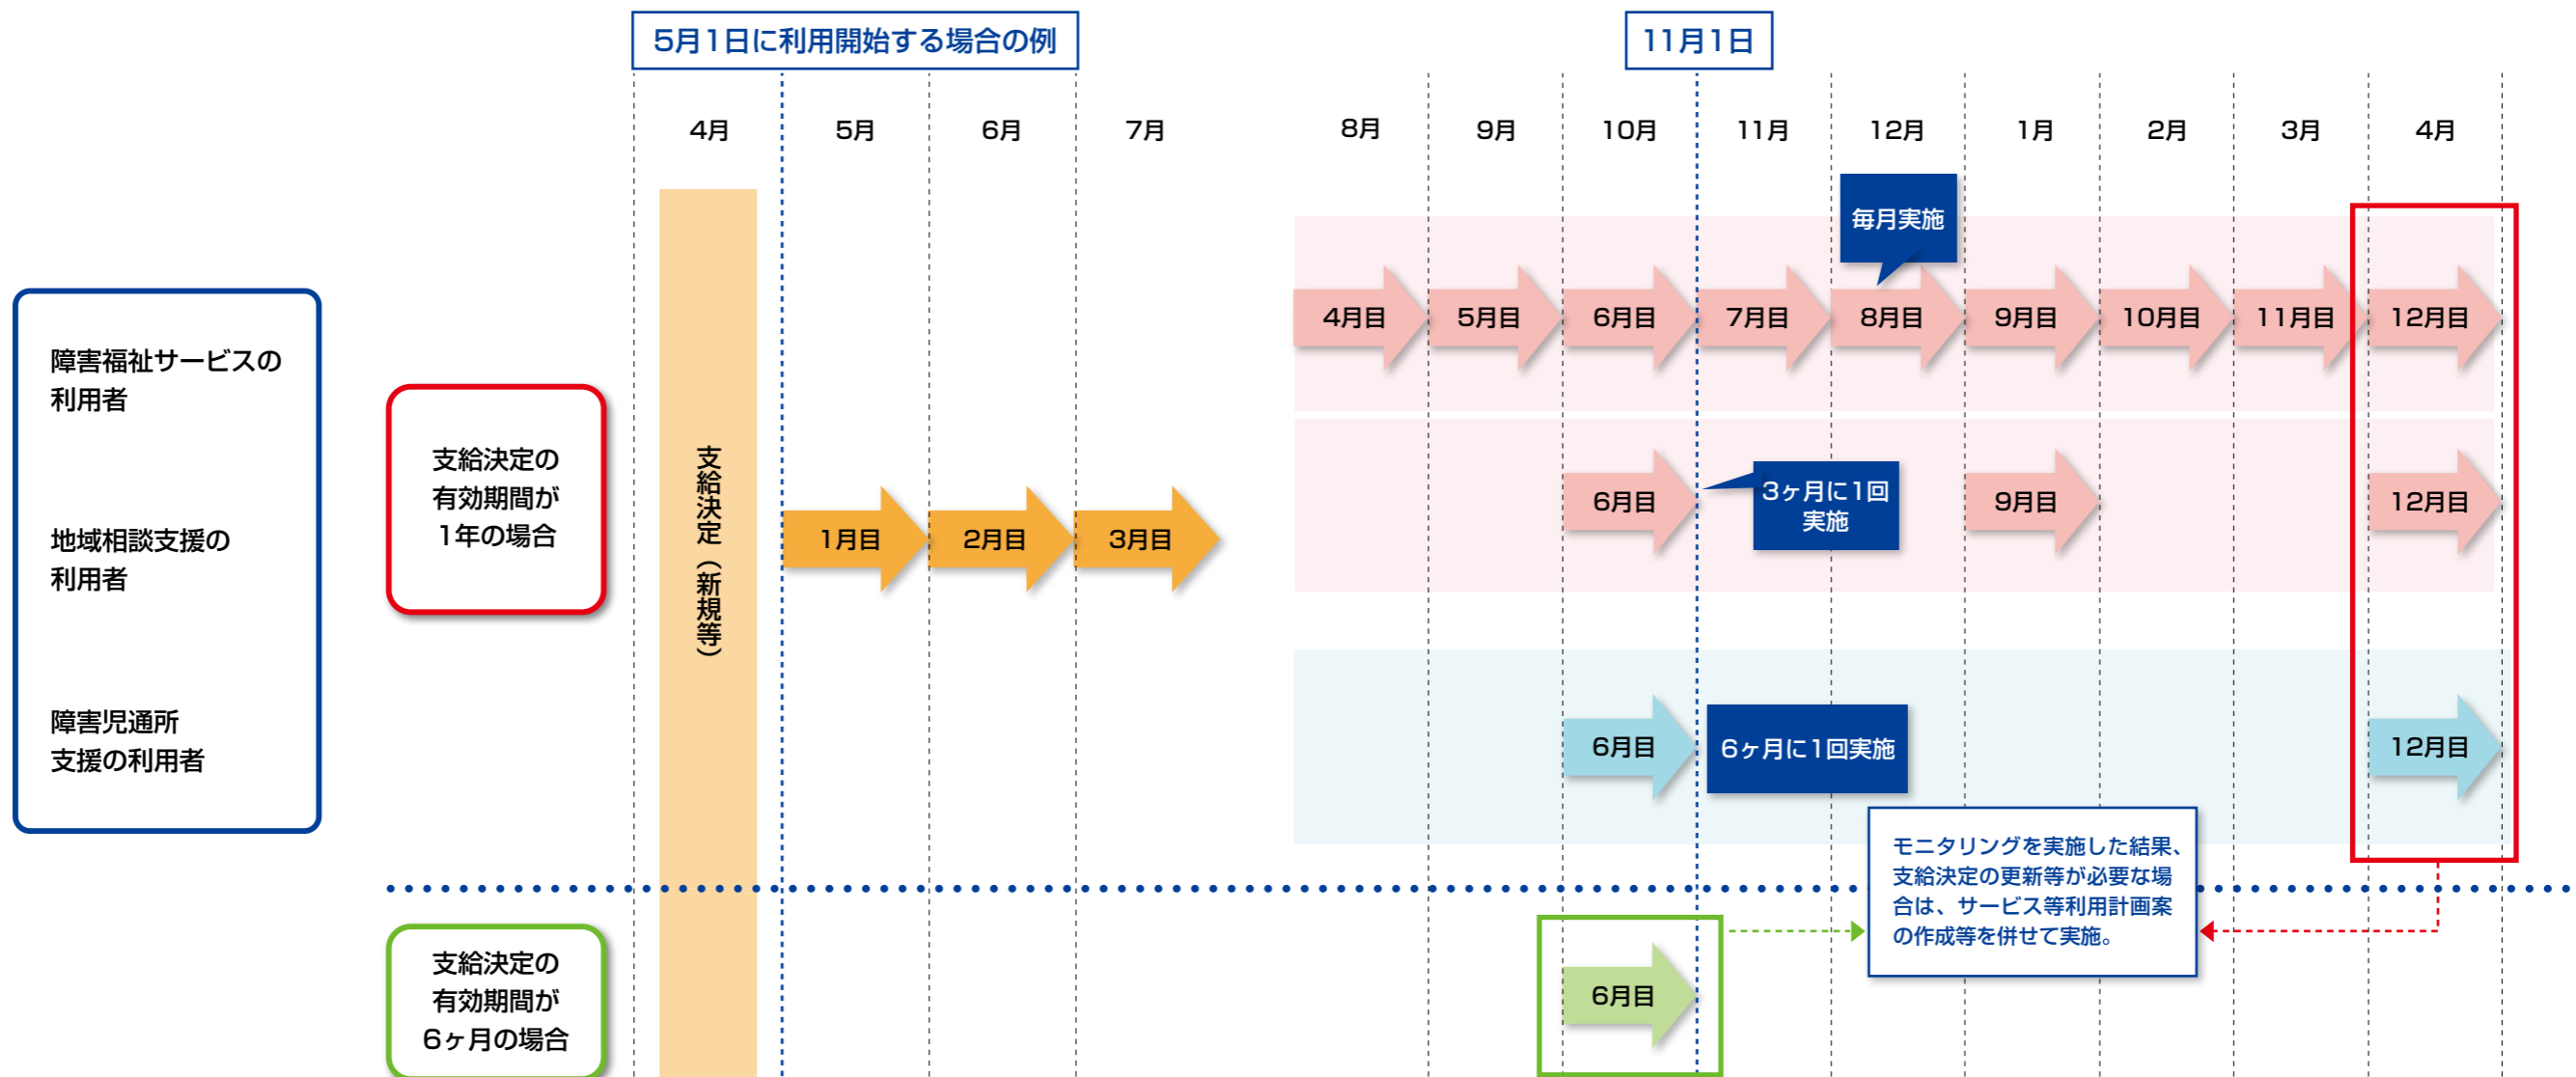 5月1日に利用開始する場合の例
11月1日
4月
5月
6月
7月
8月
9月
10月
11月
12月
1月
2月
3月
4月
毎月実施
4月目
5月目
6月目
7月目
8月目
9月目
10月目
11月目
12月目
障害福祉サービスの
利用者
地域相談支援の
利用者
障害児通所
支援の利用者
支給決定の
有効期間が
1年の場合
支給決定（新規等）
1月目
2月目
3月目
6月目
3ヶ月に1回
実施
9月目
12月目
6月目
6ヶ月に1回実施
12月目
モニタリングを実施した結果、
支給決定の更新等が必要な場
合は、サービス等利用計画案
の作成等を併せて実施。
支給決定の
有効期間が
6ヶ月の場合
6月目